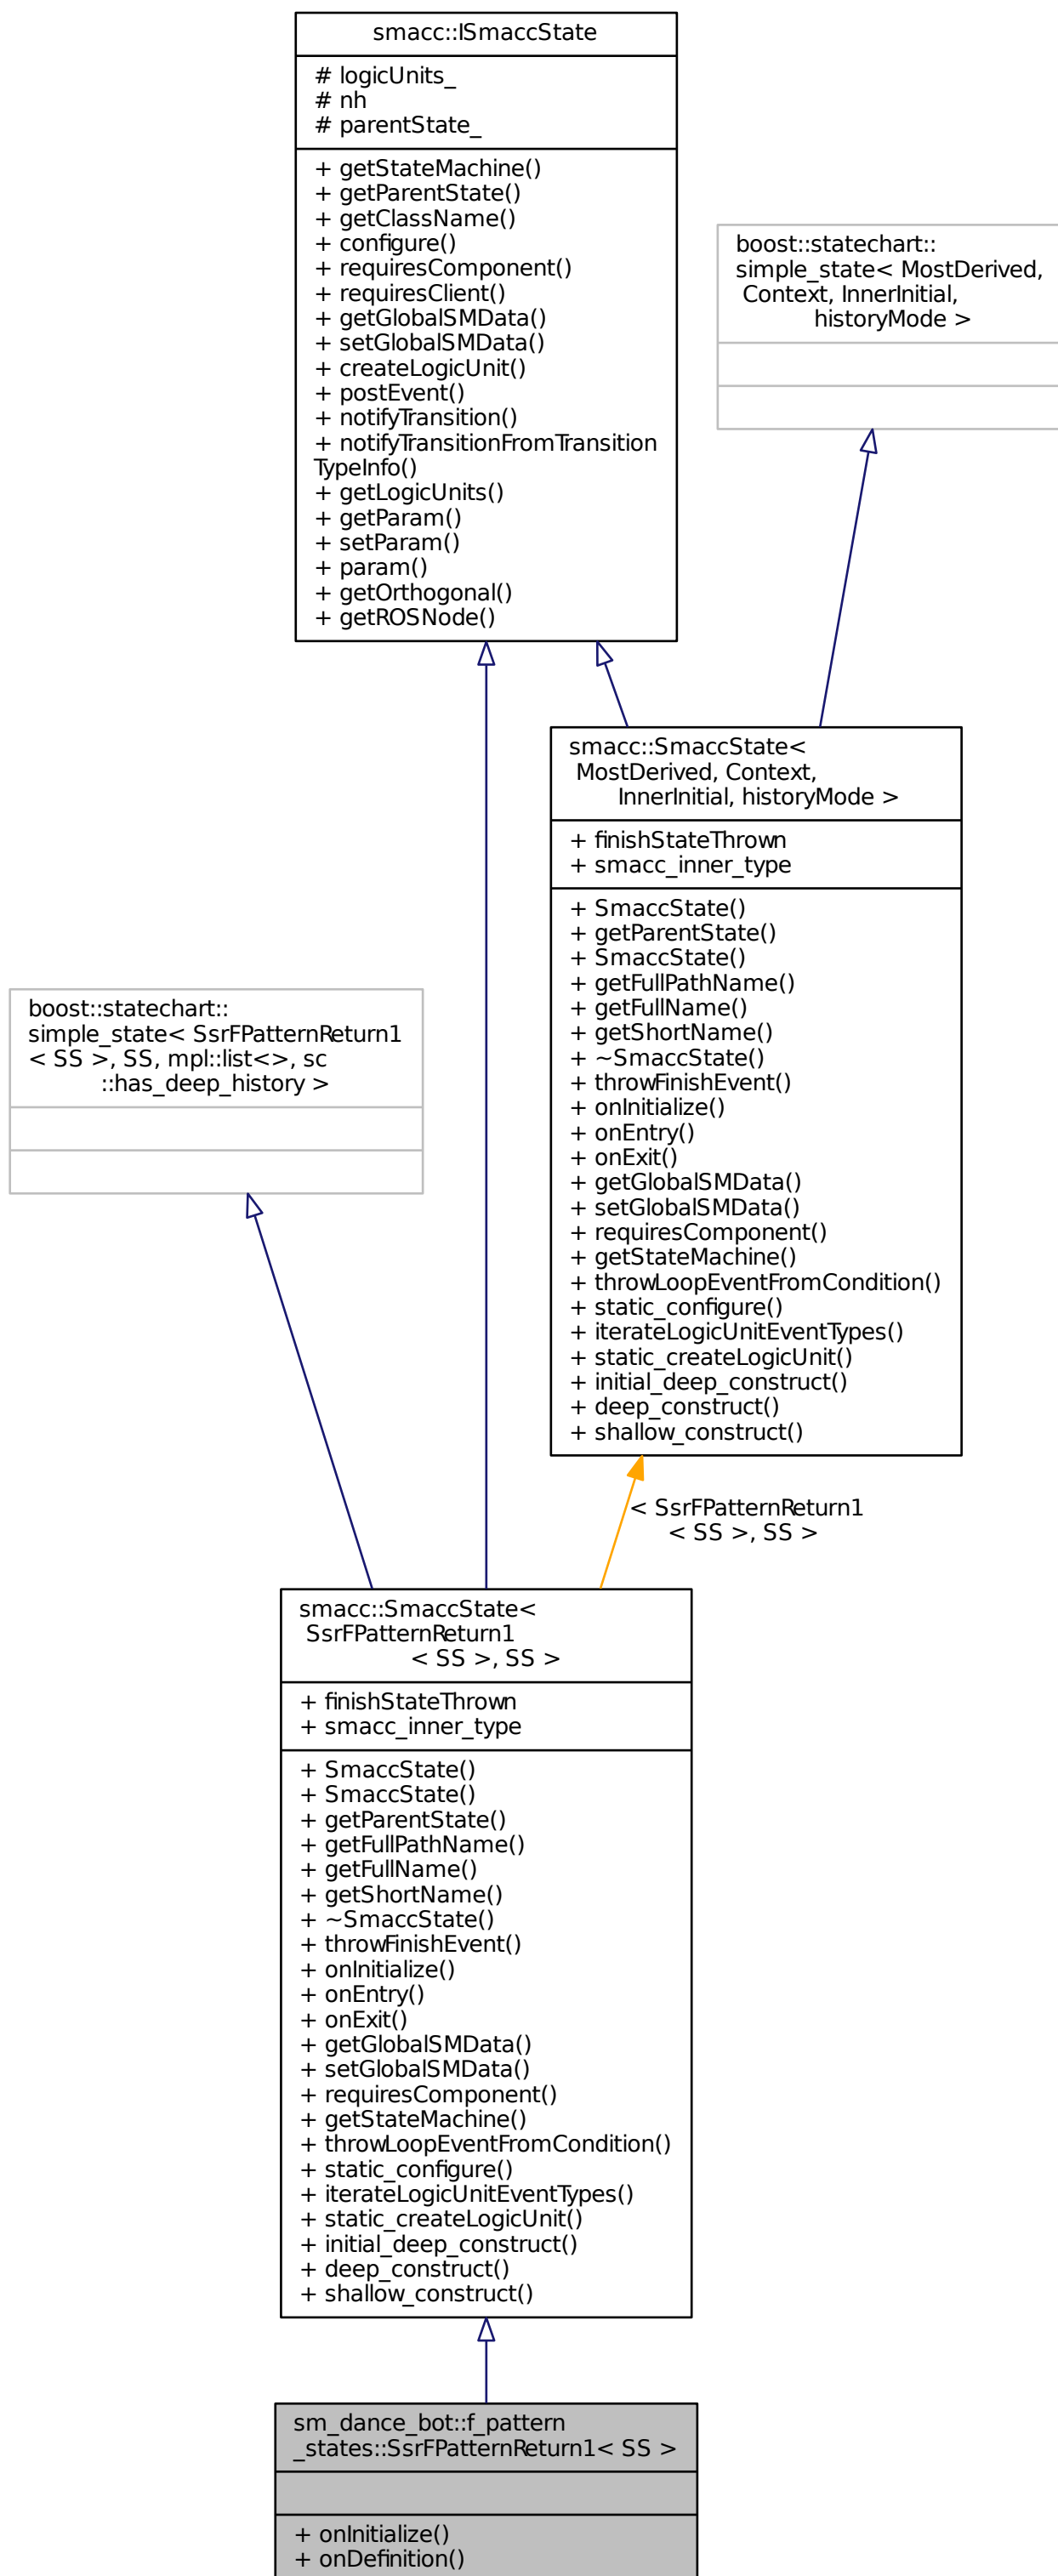 smacc::ISmaccState
# logicUnits_
# nh
# parentState_
+ getStateMachine()
+ getParentState()
+ getClassName()
+ configure()
+ requiresComponent()
+ requiresClient()
+ getGlobalSMData()
+ setGlobalSMData()
+ createLogicUnit()
+ postEvent()
+ notifyTransition()
+ notifyTransitionFromTransition
TypeInfo()
+ getLogicUnits()
+ getParam()
+ setParam()
+ param()
+ getOrthogonal()
+ getROSNode()
boost::statechart::
simple_state< MostDerived,
Context, InnerInitial,
historyMode >
smacc::SmaccState<
MostDerived, Context,
InnerInitial, historyMode >
+ finishStateThrown
+ smacc_inner_type
+ SmaccState()
+ getParentState()
+ SmaccState()
+ getFullPathName()
+ getFullName()
+ getShortName()
+ ~SmaccState()
+ throwFinishEvent()
+ onInitialize()
+ onEntry()
+ onExit()
+ getGlobalSMData()
+ setGlobalSMData()
+ requiresComponent()
+ getStateMachine()
+ throwLoopEventFromCondition()
+ static_configure()
+ iterateLogicUnitEventTypes()
+ static_createLogicUnit()
+ initial_deep_construct()
+ deep_construct()
+ shallow_construct()
boost::statechart::
simple_state< SsrFPatternReturn1
< SS >, SS, mpl::list<>, sc
::has_deep_history >
< SsrFPatternReturn1
< SS >, SS >
smacc::SmaccState<
SsrFPatternReturn1
< SS >, SS >
+ finishStateThrown
+ smacc_inner_type
+ SmaccState()
+ SmaccState()
+ getParentState()
+ getFullPathName()
+ getFullName()
+ getShortName()
+ ~SmaccState()
+ throwFinishEvent()
+ onInitialize()
+ onEntry()
+ onExit()
+ getGlobalSMData()
+ setGlobalSMData()
+ requiresComponent()
+ getStateMachine()
+ throwLoopEventFromCondition()
+ static_configure()
+ iterateLogicUnitEventTypes()
+ static_createLogicUnit()
+ initial_deep_construct()
+ deep_construct()
+ shallow_construct()
sm_dance_bot::f_pattern
_states::SsrFPatternReturn1< SS >
+ onInitialize()
+ onDefinition()